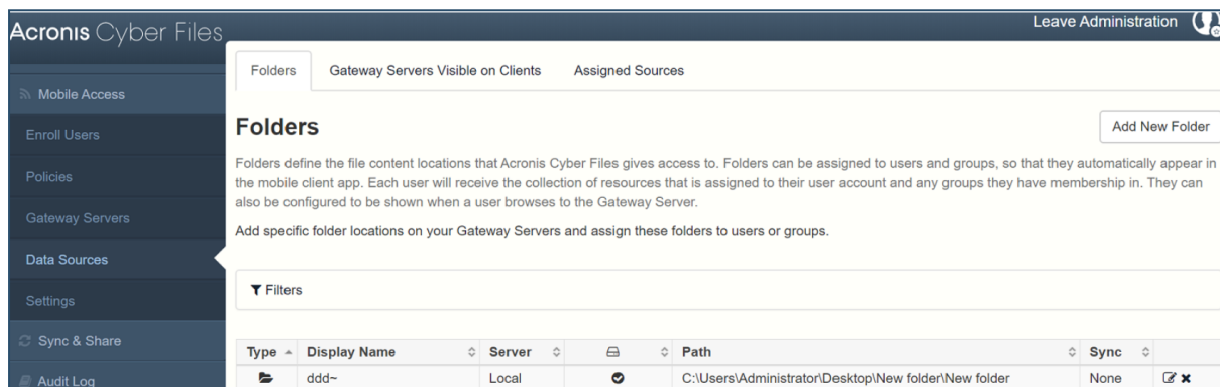 Acronis Cyber Files
Leave Administration
Mobile Access
Enroll Users
Policies
Gateway Servers
Data Sources
Settings
Sync & Share
Audit Log
Folders Gateway Servers Visible on Clients Assigned Sources
Folders
Add New Folder
Folders define the file content locations that Acronis Cyber Files gives access to. Folders can be assigned to users and groups, so that they automatically appear in
the mobile client app. Each user will receive the collection of resources that is assigned to their user account and any groups they have membership in. They can
also be configured to be shown when a user browses to the Gateway Server.
Add specific folder locations on your Gateway Servers and assign these folders to users or groups.
Filters
Type Display Name Server Path Sync
ddd~ Local C:\Users\Administrator\Desktop\New folder\New folder None